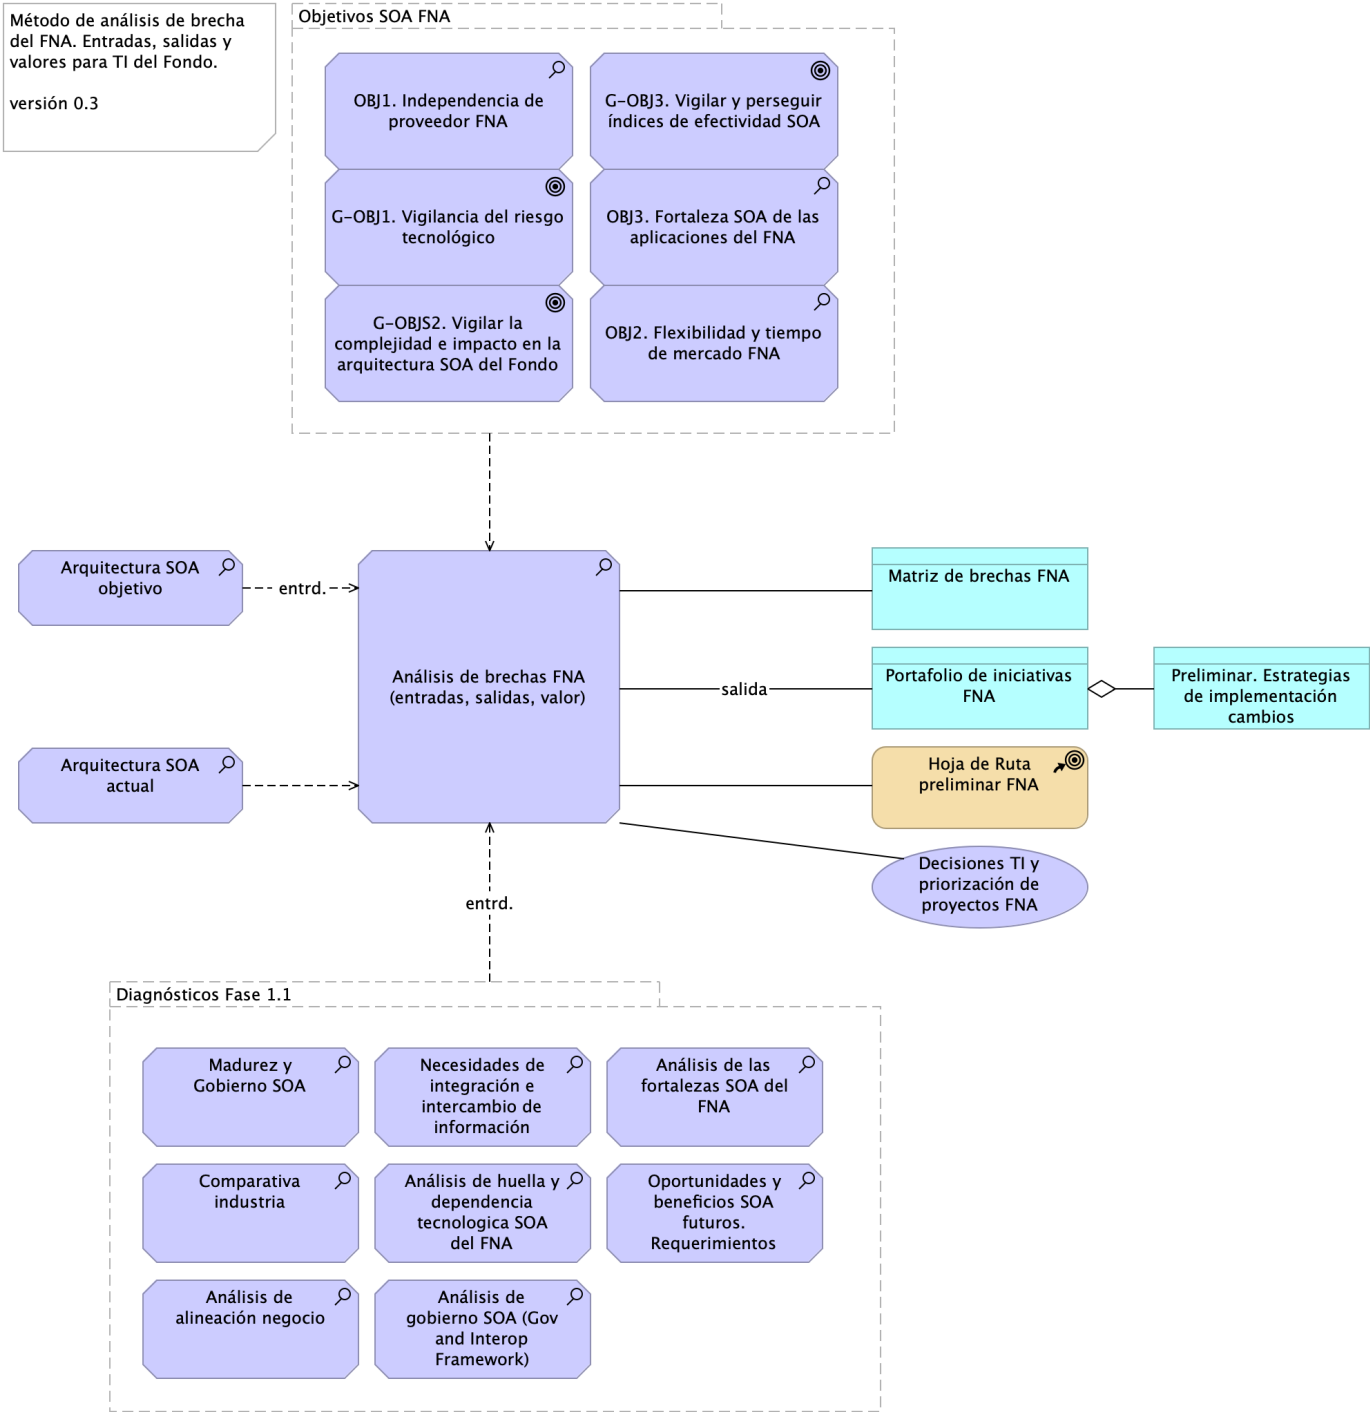 Método de análisis de brecha
del FNA. Entradas, salidas y
valores para TI del Fondo.
versión 0.3
Objetivos SOA FNA
OBJ1. Independencia de
proveedor FNA
G-OBJ3. Vigilar y perseguir
índices de efectividad SOA
G-OBJ1. Vigilancia del riesgo
tecnológico
OBJ3. Fortaleza SOA de las
aplicaciones del FNA
G-OBJS2. Vigilar la
complejidad e impacto en la
arquitectura SOA del Fondo
OBJ2. Flexibilidad y tiempo
de mercado FNA
Arquitectura SOA
objetivo
entrd.
Análisis de brechas FNA
(entradas, salidas, valor)
Matriz de brechas FNA
salida
Portafolio de iniciativas
FNA
Preliminar. Estrategias
de implementación
cambios
Arquitectura SOA
actual
Hoja de Ruta
preliminar FNA
Decisiones TI y
priorización de
proyectos FNA
entrd.
Diagnósticos Fase 1.1
Madurez y
Gobierno SOA
Necesidades de
integración e
intercambio de
información
Análisis de las
fortalezas SOA del
FNA
Comparativa
industria
Análisis de huella y
dependencia
tecnologica SOA
del FNA
Oportunidades y
beneficios SOA
futuros.
Requerimientos
Análisis de
alineación negocio
Análisis de
gobierno SOA (Gov
and Interop
Framework)